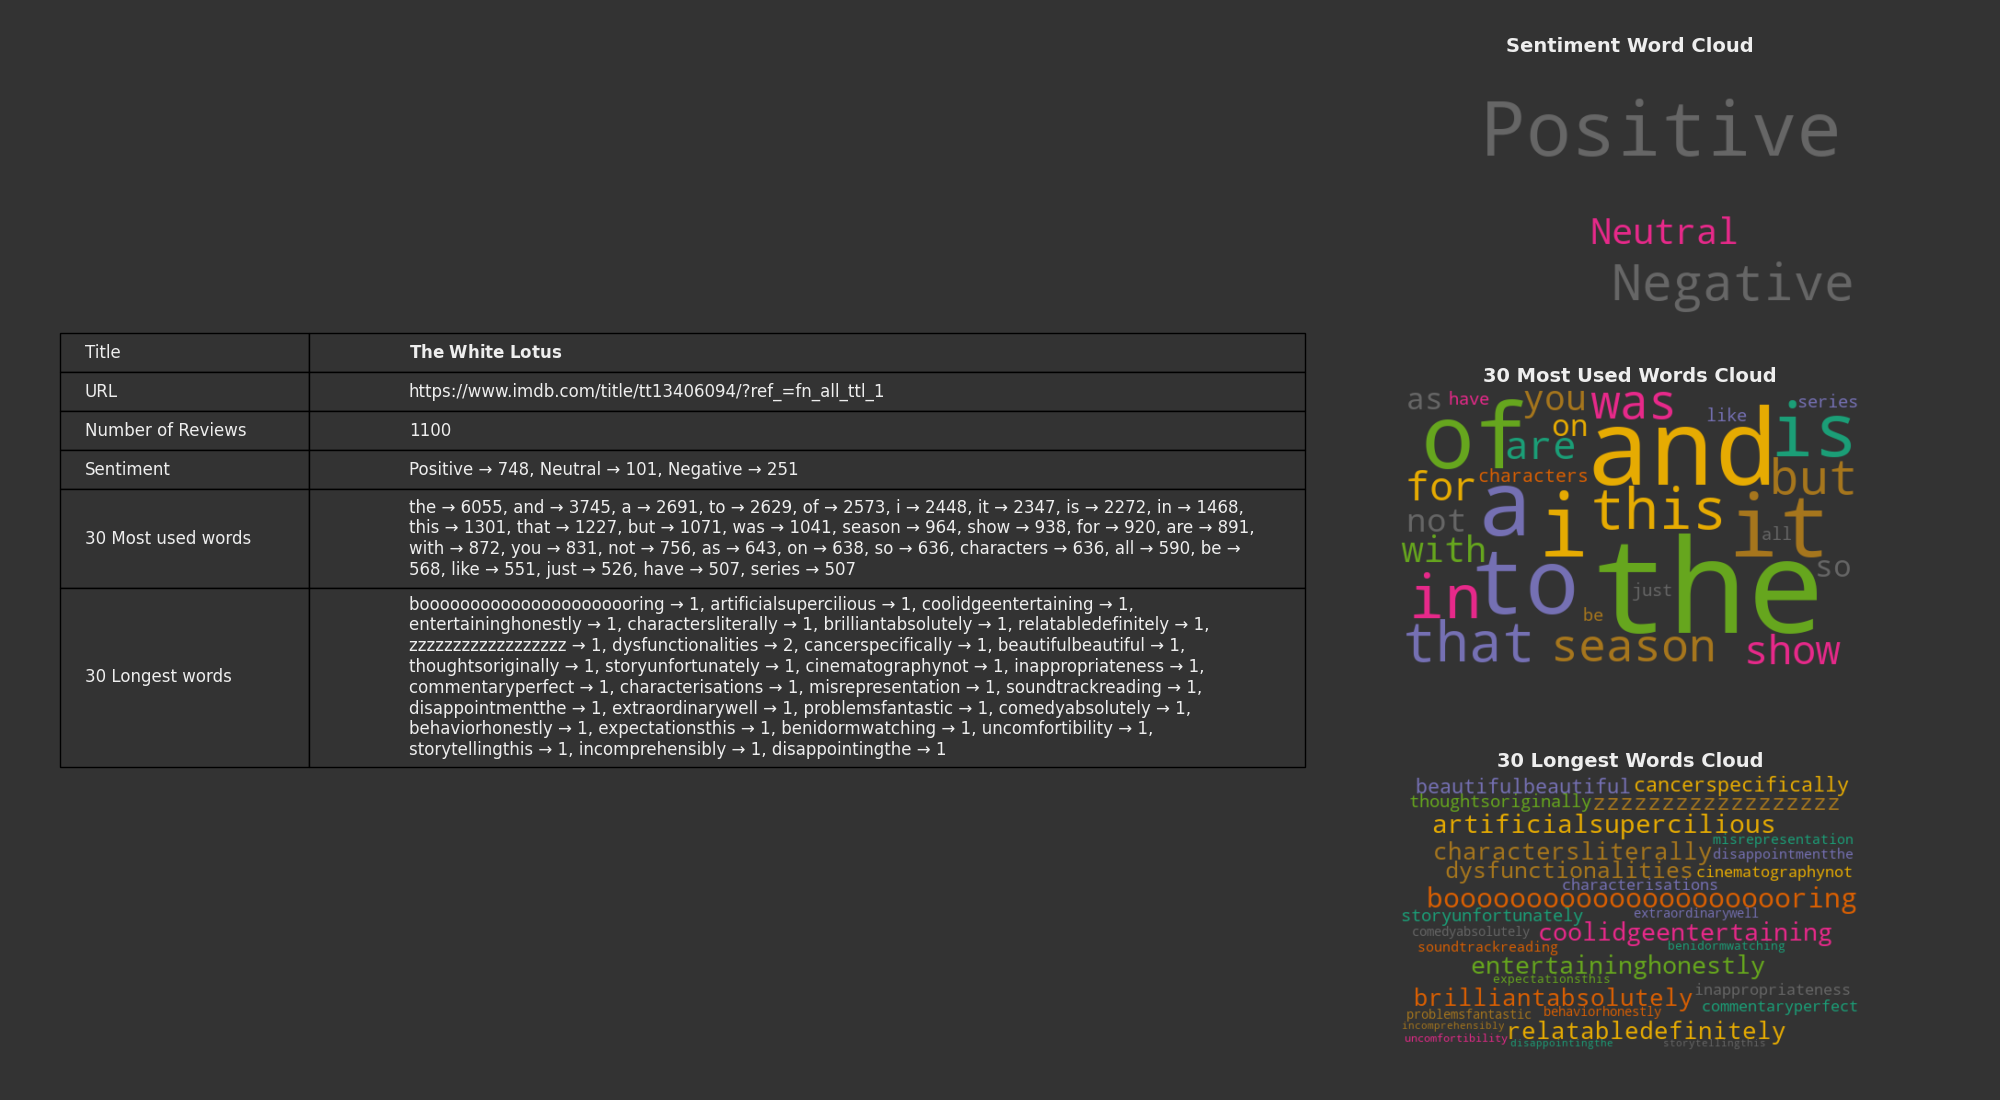 Title
The White Lotus
URL
https://www.imdb.com/title/tt13406094/?ref_=fn_all_ttl_1
Number of Reviews
1100
Sentiment
Positive → 748, Neutral → 101, Negative → 251
30 Most used words
the → 6055, and → 3745, a → 2691, to → 2629, of → 2573, i → 2448, it → 2347, is → 2272, in → 1468,
this → 1301, that → 1227, but → 1071, was → 1041, season → 964, show → 938, for → 920, are → 891,
with → 872, you → 831, not → 756, as → 643, on → 638, so → 636, characters → 636, all → 590, be →
568, like → 551, just → 526, have → 507, series → 507
30 Longest words
booooooooooooooooooooring → 1, artificialsupercilious → 1, coolidgeentertaining → 1,
entertaininghonestly → 1, charactersliterally → 1, brilliantabsolutely → 1, relatabledefinitely → 1,
zzzzzzzzzzzzzzzzzz → 1, dysfunctionalities → 2, cancerspecifically → 1, beautifulbeautiful → 1,
thoughtsoriginally → 1, storyunfortunately → 1, cinematographynot → 1, inappropriateness → 1,
commentaryperfect → 1, characterisations → 1, misrepresentation → 1, soundtrackreading → 1,
disappointmentthe → 1, extraordinarywell → 1, problemsfantastic → 1, comedyabsolutely → 1,
behaviorhonestly → 1, expectationsthis → 1, benidormwatching → 1, uncomfortibility → 1,
storytellingthis → 1, incomprehensibly → 1, disappointingthe → 1
Sentiment Word Cloud
Positive
Neutral
Negative
30 Most Used Words Cloud
as have you was like series
of are on and is
for characters but
a i this it
not all
with to the so
in just
be
that season show
30 Longest Words Cloud
beautifulbeautiful cancerspecifically
thoughtsoriginally zzzzzzzzzzzzzzzzzz
artificialsupercilious
misrepresentation
charactersliterally disappointmentthe
dysfunctionalities cinematographynot
characterisations
booooooooooooooooooooring
storyunfortunately extraordinarywell
comedyabsolutely coolidgeentertaining
soundtrackreading benidormwatching
entertaininghonestly
expectationsthis
brilliantabsolutely inappropriateness
commentaryperfect
problemsfantastic behaviorhonestly
incomprehensibly relatabledefinitely
uncomfortibility disappointingthe storytellingthis